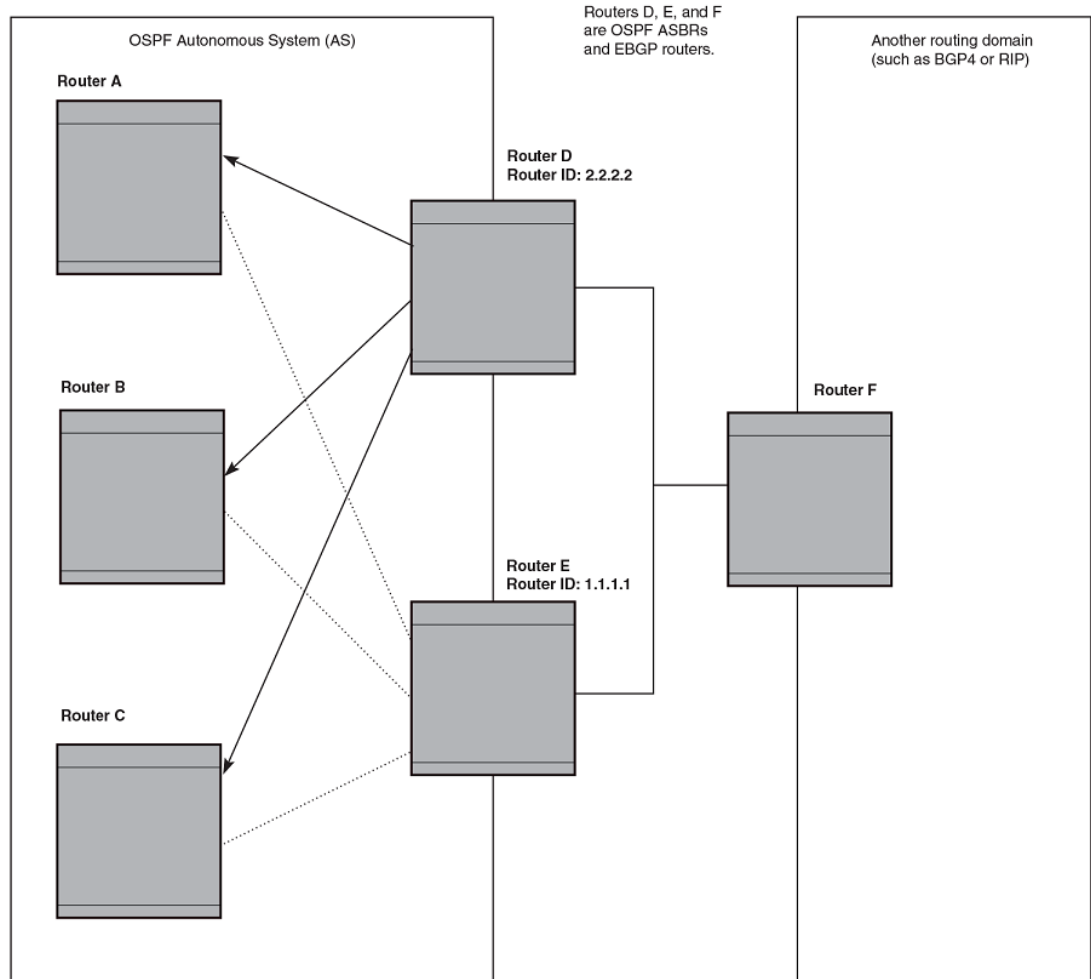 OSPF Autonomous System (AS)
Routers D, E, and F
are OSPF ASBRs
and EBGP routers.
Another routing domain
(such as BGP4 or RIP)
Router A
Router D
Router ID: 2.2.2.2
Router B
Router F
Router E
Router ID: 1.1.1.1
Router C